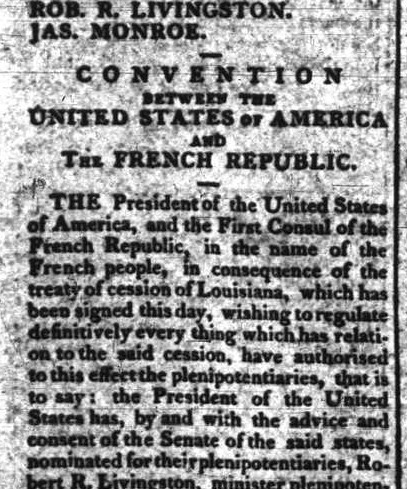 ROB. R. LIVINGSTON.
JAS. MONROE.
CONVENTION
BETWEEN THE
UNITED STATES OF AMERICA
AND
THE FRENCH REPUBLIC.
THE President of the United States
of America, and the First Consul of the
French Republic, in the name of the
French people, in consequence of the
treaty of cession of Louisiana, which has
been signed this day, wishing to regulate
definitively every thing which has relati-
on to the said cession, have authorised
to this effect the plenipotentiaries, that is
to say: the President of the United
States has, by and with the advice and
consent of the Senate of the said states,
nominated for their plenipotentiaries, Ro-
bert R. Livingston, minister plenipoten-